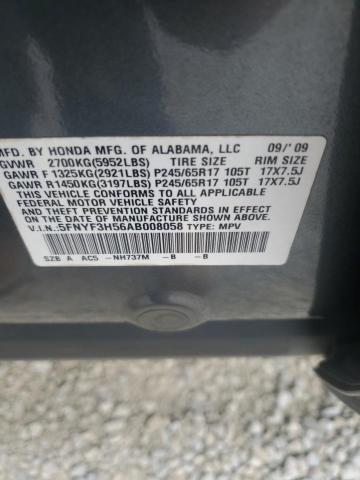 MFD. BY HONDA MFG. OF ALABAMA, LLC 09/'09
GVWR 2700KG(5952LBS) TIRE SIZE RIM SIZE
GAWR F 1325KG(2921LBS) P245/65R17 105T 17X7.5J
GAWR R1450KG(3197LBS) P245/65R17 105T 17X7.5J
THIS VEHICLE CONFORMS TO ALL APPLICABLE
FEDERAL MOTOR VEHICLE SAFETY AND
THEFT PREVENTION STANDARDS IN EFFECT
ON THE DATE OF MANUFACTURE SHOWN ABOVE.
V.I.N.:5FNYF3H56AB008058 TYPE: MPV
SZB A AC5 -NH737M -B -B